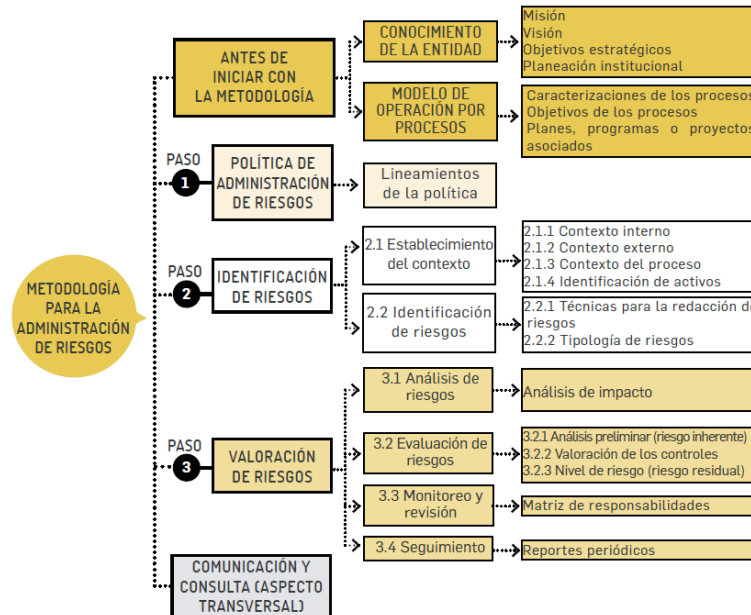 METODOLOGÍA
PARA LA
ADMINISTRACIÓN
DE RIESGOS
ANTES DE
INICIAR CON
LA METODOLOGÍA
CONOCIMIENTO
DE LA ENTIDAD
Misión
Visión
Objetivos estratégicos
Planeación institucional
MODELO DE
OPERACIÓN POR
PROCESOS
Caracterizaciones de los procesos
Objetivos de los procesos
Planes, programas o proyectos
asociados
PASO
1
POLÍTICA DE
ADMINISTRACIÓN
DE RIESGOS
Lineamientos
de la política
PASO
2
IDENTIFICACIÓN
DE RIESGOS
2.1 Establecimiento
del contexto
2.1.1 Contexto interno
2.1.2 Contexto externo
2.1.3 Contexto del proceso
2.1.4 Identificación de activos
2.2 Identificación
de riesgos
2.2.1 Técnicas para la redacción de
riesgos
2.2.2 Tipología de riesgos
PASO
3
VALORACIÓN
DE RIESGOS
3.1 Análisis de
riesgos
Análisis de impacto
3.2 Evaluación de
riesgos
3.2.1 Análisis preliminar (riesgo inherente)
3.2.2 Valoración de los controles
3.2.3 Nivel de riesgo (riesgo residual)
3.3 Monitoreo y
revisión
Matriz de responsabilidades
3.4 Seguimiento
Reportes periódicos
COMUNICACIÓN Y
CONSULTA (ASPECTO
TRANSVERSAL)